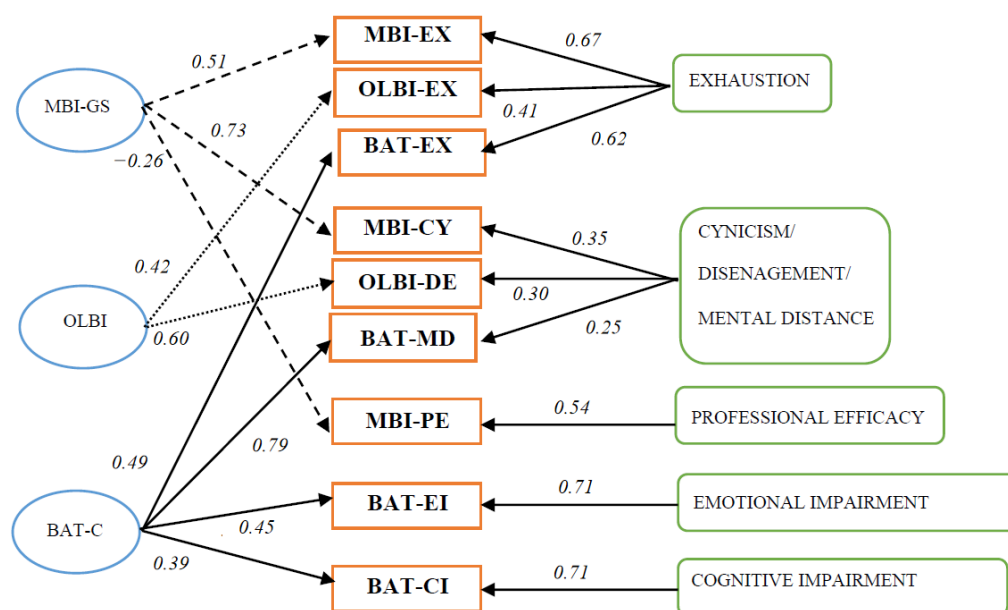 MBI-EX
0.67
0.51
EXHAUSTION
OLBI-EX
MBI-GS
0.41
0.73
BAT-EX
0.62
−0.26
MBI-CY
CYNICISM/
0.35
DISENAGEMENT/
0.42
OLBI-DE
0.30
OLBI
MENTAL DISTANCE
0.60
BAT-MD
0.25
0.54
MBI-PE
PROFESSIONAL EFFICACY
0.79
0.49
0.71
BAT-EI
EMOTIONAL IMPAIRMENT
BAT-C
0.45
0.39
0.71
BAT-CI
COGNITIVE IMPAIRMENT